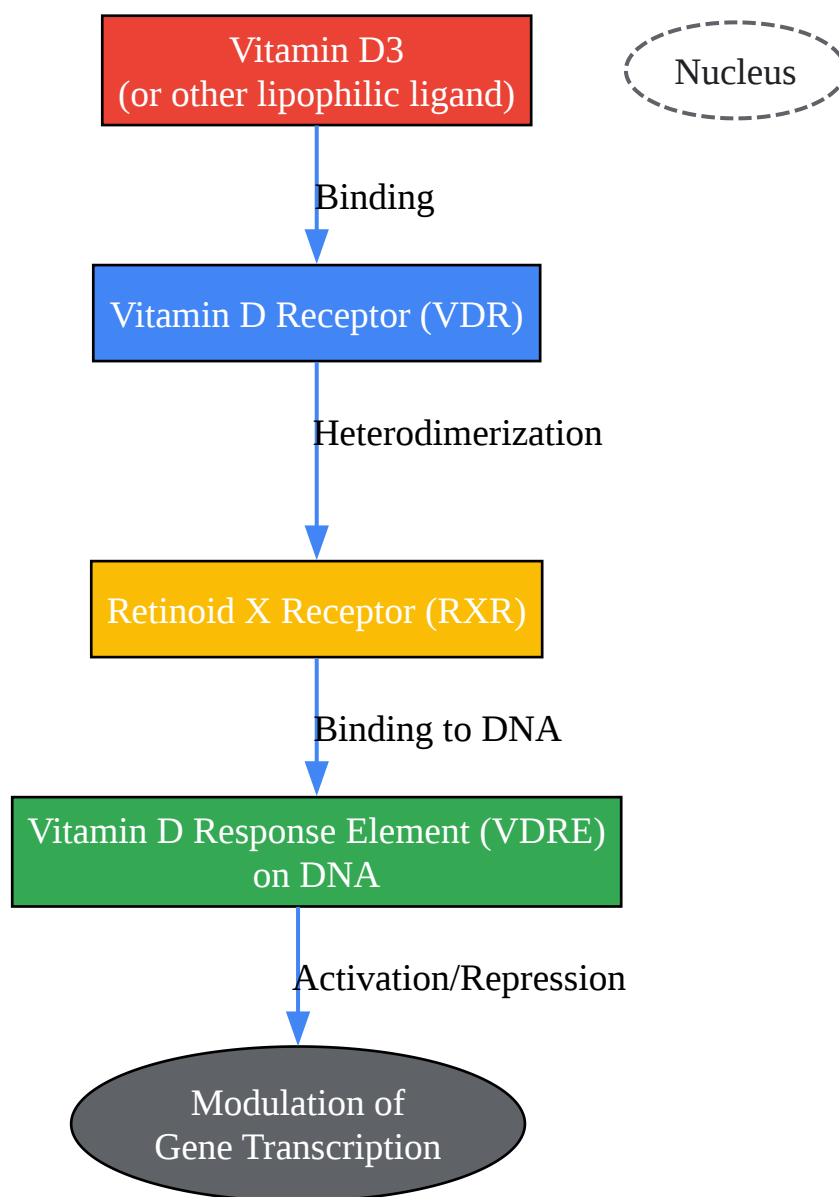 Vitamin D3
(or other lipophilic ligand)
Nucleus
Binding
Vitamin D Receptor (VDR)
Heterodimerization
Retinoid X Receptor (RXR)
Binding to DNA
Vitamin D Response Element (VDRE)
on DNA
Activation/Repression
Modulation of
Gene Transcription